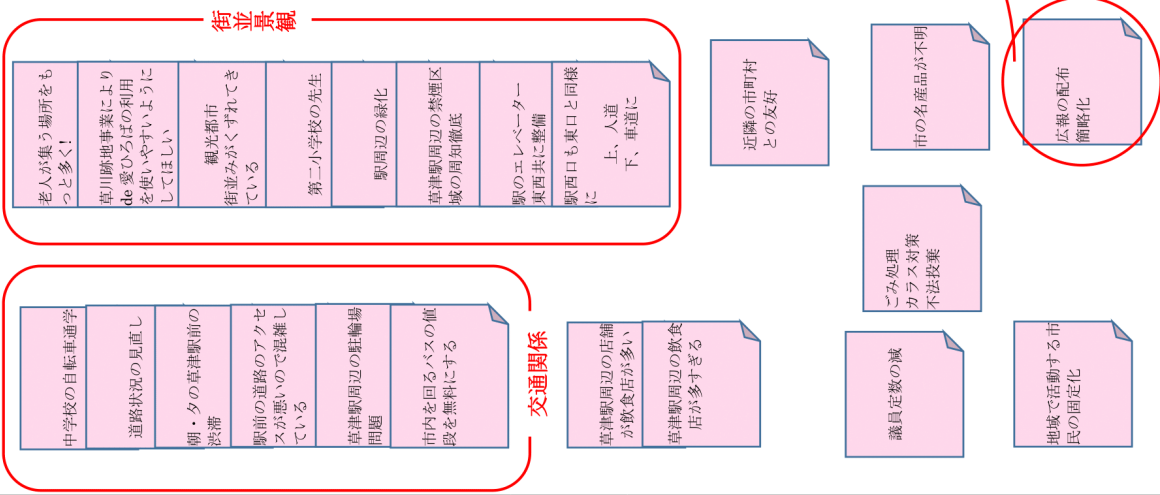 街並景観
老人が集う場所をも
っと多く!
草川跡地事業により
de 愛ひろばの利用
を使いやすいように
してほしい
観光都市
街並みがくずれてき
ている
第二小学校の先生
駅周辺の緑化
草津駅周辺の禁煙区
域の周知徹底
駅のエレベーター
東西共に整備
駅西口も東口と同様
に
上、人道
下、車道に
近隣の市町村
との友好
市の名産品が不明
広報の配布
簡略化
ごみ処理
カラス対策
不法投棄
交通関係
中学校の自転車通学
道路状況の見直し
朝・夕の草津駅前の
渋滞
駅前の道路のアクセ
スが悪いので混雑し
ている
草津駅周辺の駐輪場
問題
市内を回るバスの値
段を無料にする
草津駅周辺の店舗
が飲食店が多い
草津駅周辺の飲食
店が多すぎる
議員定数の減
地域で活動する市
民の固定化